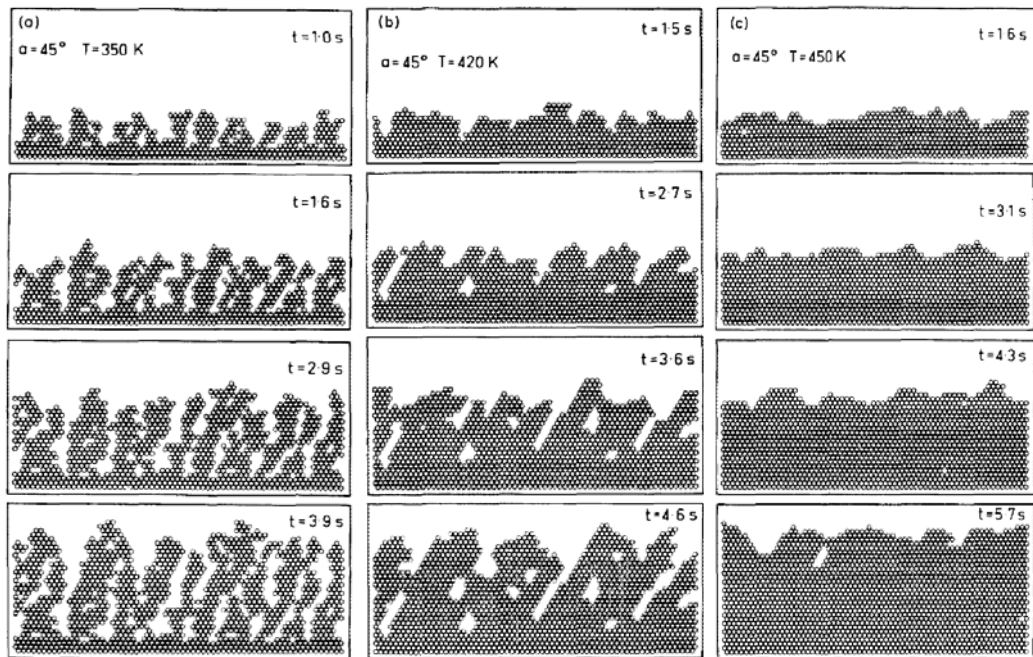 (a)
t=1·0 s
α=45° T=350 K
t=1·6 s
t=2·9 s
t=3·9 s
(b)
t=1·5 s
α=45° T=420 K
t=2·7 s
t=3·6 s
t=4·6 s
(c)
t=1·6 s
α=45° T=450 K
t=3·1 s
t=4·3 s
t=5·7 s